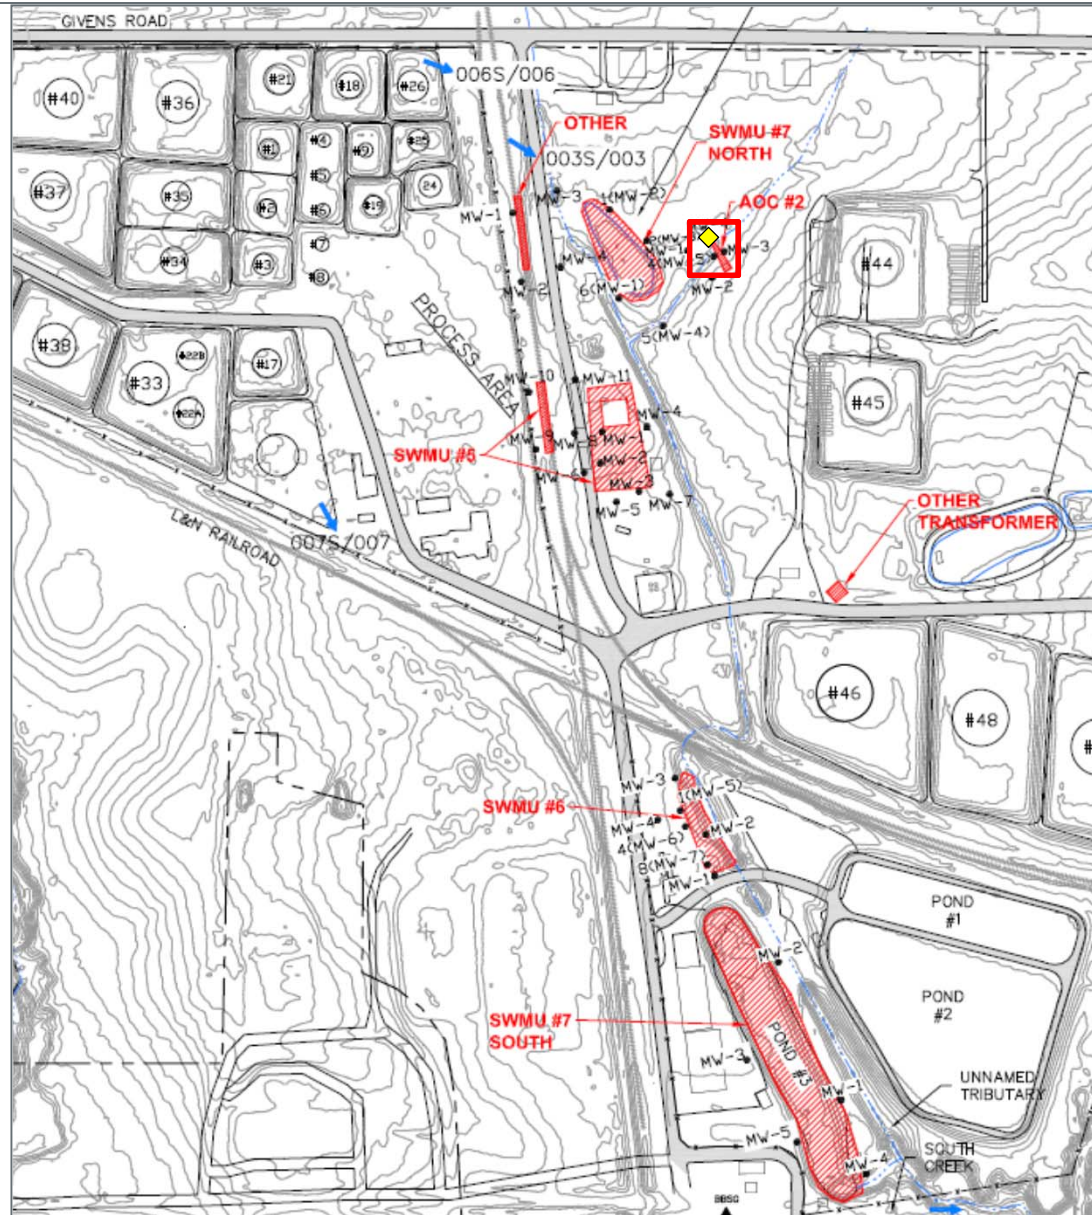 GIVENS ROAD
#40
#36
#21
#18
#26
006S/006
OTHER
003S/003
SWMU #7
NORTH
#1
#4
#9
#25
#37
#35
#5
24
#2
#6
#19
MW-1
MW-3
1(MW-2)
AOC #2
#34
#3
#7
#8
MW-2
MW-4
MW-1
MW-3
MW-2
6(MW-1)
5(MW-4)
#44
PROCESS AREA
#38
#33
#22B
#22A
#17
MW-10
MW-11
MW-4
#45
SWMU #5
MW-9
MW-8
MW-1
MW-2
MW-6
MW-3
MW-5
MW-7
OTHER
TRANSFORMER
L&N RAILROAD
007S/007
#46
#48
MW-3
SWMU #6
(MW-5)
MW-4
MW-2
4(MW-6)
8(MW-7)
MW-1
POND
#1
MW-2
POND
#2
SWMU #7
SOUTH
POND #3
MW-3
MW-1
UNNAMED
TRIBUTARY
MW-5
SOUTH
CREEK
MW-4
BBSG